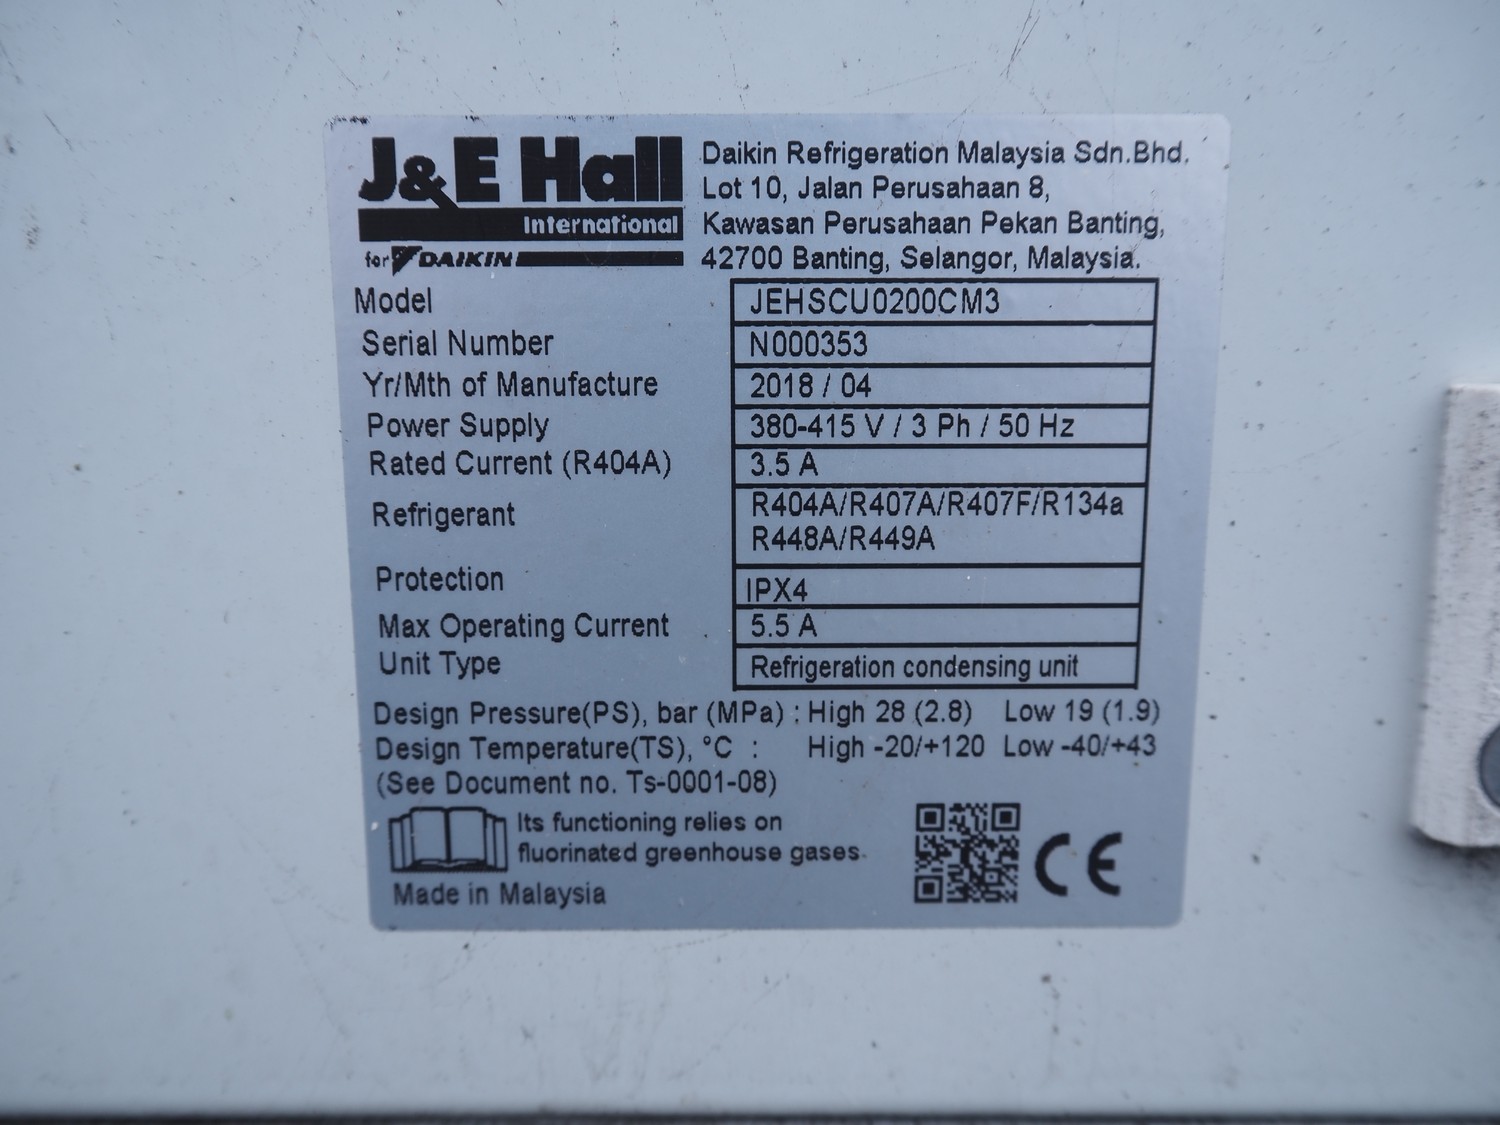 J&E Hall
International
for DAIKIN
Daikin Refrigeration Malaysia Sdn.Bhd.
Lot 10, Jalan Perusahaan 8,
Kawasan Perusahaan Pekan Banting,
42700 Banting, Selangor, Malaysia.
Model JEHSCU0200CM3
Serial Number N000353
Yr/Mth of Manufacture 2018 / 04
Power Supply 380-415 V / 3 Ph / 50 Hz
Rated Current (R404A) 3.5 A
Refrigerant R404A/R407A/R407F/R134a
R448A/R449A
Protection IPX4
Max Operating Current 5.5 A
Unit Type Refrigeration condensing unit
Design Pressure(PS), bar (MPa) : High 28 (2.8) Low 19 (1.9)
Design Temperature(TS), °C : High -20/+120 Low -40/+43
(See Document no. Ts-0001-08)
Its functioning relies on
fluorinated greenhouse gases.
Made in Malaysia
CE